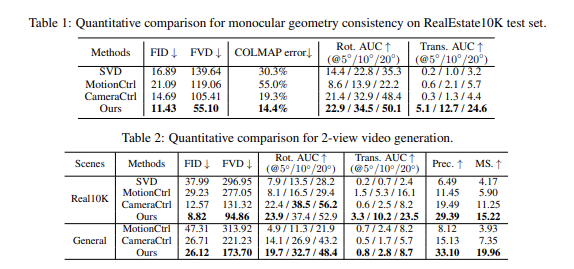 Table 1: Quantitative comparison for monocular geometry consistency on RealEstate10K test set.
Methods FID ↓ FVD ↓ COLMAP error↓ Rot. AUC ↑ (@5°/10°/20°) Trans. AUC ↑ (@5°/10°/20°)
SVD 16.89 139.64 30.3% 14.4 / 22.8 / 35.3 0.2 / 1.0 / 3.2
MotionCtrl 21.09 119.06 55.0% 8.6 / 13.9 / 22.2 0.6 / 2.1 / 5.7
CameraCtrl 14.69 105.41 19.3% 21.4 / 32.9 / 48.4 0.3 / 1.3 / 4.4
Ours 11.43 55.10 14.4% 22.9 / 34.5 / 50.1 5.1 / 12.7 / 24.6
Table 2: Quantitative comparison for 2-view video generation.
Scenes Methods FID ↓ FVD ↓ Rot. AUC ↑ (@5°/10°/20°) Trans. AUC ↑ (@5°/10°/20°) Prec. ↑ MS. ↑
Real10K
SVD 37.99 296.95 7.9 / 13.5 / 28.2 0.2 / 0.7 / 2.4 6.49 4.17
MotionCtrl 29.23 277.05 8.1 / 16.5 / 29.4 1.5 / 5.3 / 16.1 11.45 5.90
CameraCtrl 12.57 131.32 22.4 / 38.5 / 56.2 0.6 / 2.5 / 8.2 19.49 11.25
Ours 8.82 94.86 23.9 / 37.4 / 52.9 3.3 / 10.2 / 23.5 29.39 15.22
General
MotionCtrl 47.31 313.92 4.9 / 11.3 / 21.9 0.7 / 2.4 / 8.2 8.12 3.93
CameraCtrl 26.71 221.23 14.1 / 26.9 / 43.2 0.5 / 1.7 / 5.7 15.13 7.35
Ours 26.12 173.70 19.7 / 32.7 / 48.4 0.8 / 2.8 / 8.7 33.10 19.96